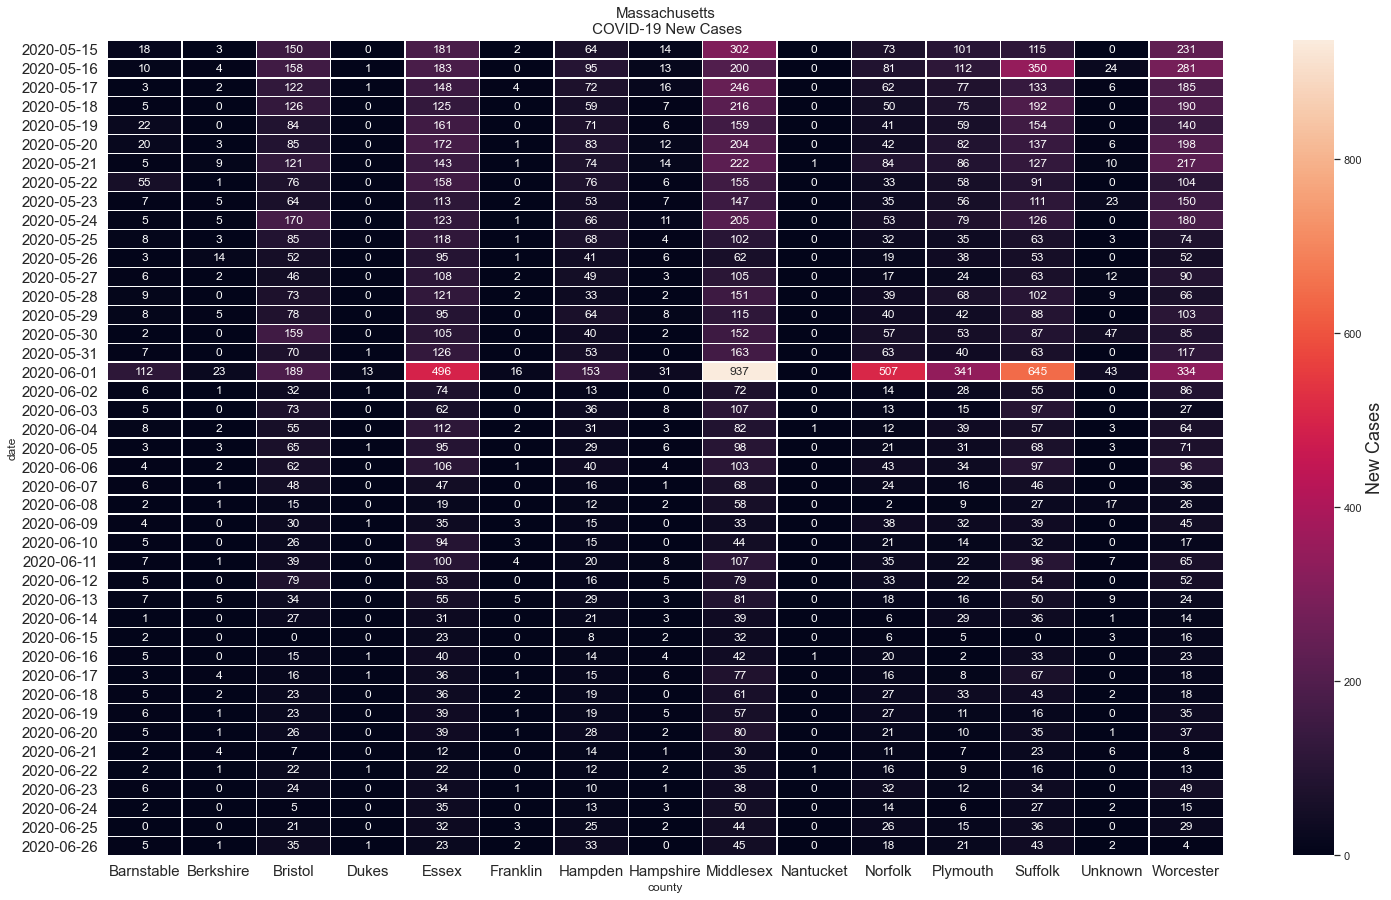 Massachusetts
COVID-19 New Cases
2020-05-15 18 3 150 0 181 2 64 14 302 0 73 101 115 0 231
2020-05-16 10 4 158 1 183 0 95 13 200 0 81 112 350 24 281
2020-05-17 3 2 122 1 148 4 72 16 246 0 62 77 133 6 185
2020-05-18 5 0 126 0 125 0 59 7 216 0 50 75 192 0 190
2020-05-19 22 0 84 0 161 0 71 6 159 0 41 59 154 0 140
2020-05-20 20 3 85 0 172 1 83 12 204 0 42 82 137 6 198
2020-05-21 5 9 121 0 143 1 74 14 222 1 84 86 127 10 217
2020-05-22 55 1 76 0 158 0 76 6 155 0 33 58 91 0 104
2020-05-23 7 5 64 0 113 2 53 7 147 0 35 56 111 23 150
2020-05-24 5 5 170 0 123 1 66 11 205 0 53 79 126 0 180
2020-05-25 8 3 85 0 118 1 68 4 102 0 32 35 63 3 74
2020-05-26 3 14 52 0 95 1 41 6 62 0 19 38 53 0 52
2020-05-27 6 2 46 0 108 2 49 3 105 0 17 24 63 12 90
2020-05-28 9 0 73 0 121 2 33 2 151 0 39 68 102 9 66
2020-05-29 8 5 78 0 95 0 64 8 115 0 40 42 88 0 103
2020-05-30 2 0 159 0 105 0 40 2 152 0 57 53 87 47 85
2020-05-31 7 0 70 1 126 0 53 0 163 0 63 40 63 0 117
2020-06-01 112 23 189 13 496 16 153 31 937 0 507 341 645 43 334
2020-06-02 6 1 32 1 74 0 13 0 72 0 14 28 55 0 86
2020-06-03 5 0 73 0 62 0 36 8 107 0 13 15 97 0 27
2020-06-04 8 2 55 0 112 2 31 3 82 1 12 39 57 3 64
2020-06-05 3 3 65 1 95 0 29 6 98 0 21 31 68 3 71
2020-06-06 4 2 62 0 106 1 40 4 103 0 43 34 97 0 96
2020-06-07 6 1 48 0 47 0 16 1 68 0 24 16 46 0 36
2020-06-08 2 1 15 0 19 0 12 2 58 0 2 9 27 17 26
2020-06-09 4 0 30 1 35 3 15 0 33 0 38 32 39 0 45
2020-06-10 5 0 26 0 94 3 15 0 44 0 21 14 32 0 17
2020-06-11 7 1 39 0 100 4 20 8 107 0 35 22 96 7 65
2020-06-12 5 0 79 0 53 0 16 5 79 0 33 22 54 0 52
2020-06-13 7 5 34 0 55 5 29 3 81 0 18 16 50 9 24
2020-06-14 1 0 27 0 31 0 21 3 39 0 6 29 36 1 14
2020-06-15 2 0 0 0 23 0 8 2 32 0 6 5 0 3 16
2020-06-16 5 0 15 1 40 0 14 4 42 1 20 2 33 0 23
2020-06-17 3 4 16 1 36 1 15 6 77 0 16 8 67 0 18
2020-06-18 5 2 23 0 36 2 19 0 61 0 27 33 43 2 18
2020-06-19 6 1 23 0 39 1 19 5 57 0 27 11 16 0 35
2020-06-20 5 1 26 0 39 1 28 2 80 0 21 10 35 1 37
2020-06-21 2 4 7 0 12 0 14 1 30 0 11 7 23 6 8
2020-06-22 2 1 22 1 22 0 12 2 35 1 16 9 16 0 13
2020-06-23 6 0 24 0 34 1 10 1 38 0 32 12 34 0 49
2020-06-24 2 0 5 0 35 0 13 3 50 0 14 6 27 2 15
2020-06-25 0 0 21 0 32 3 25 2 44 0 26 15 36 0 29
2020-06-26 5 1 35 1 23 2 33 0 45 0 18 21 43 2 4
Barnstable Berkshire Bristol Dukes Essex Franklin Hampden Hampshire Middlesex Nantucket Norfolk Plymouth Suffolk Unknown Worcester
county
date
800
600
400
200
0
New Cases